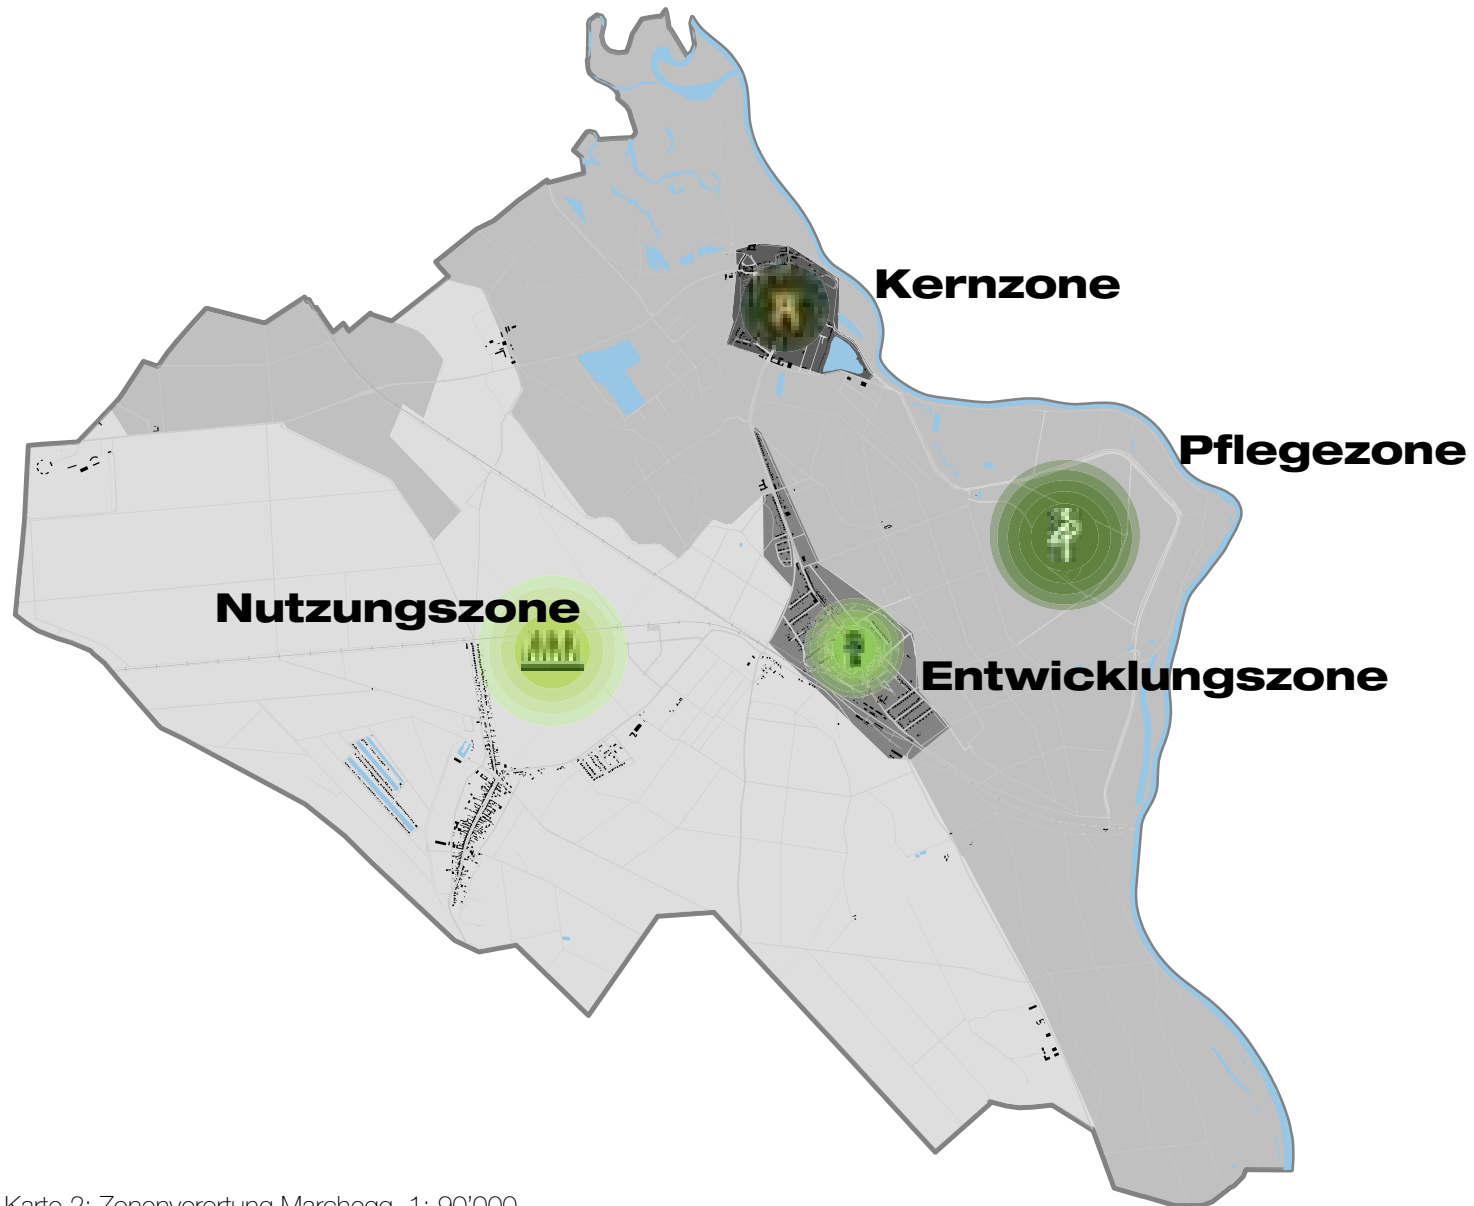 Kernzone
Pflegezone
Nutzungszone
Entwicklungszone
Karte 2: Zonenverortung Marchegg, 1: 90'000